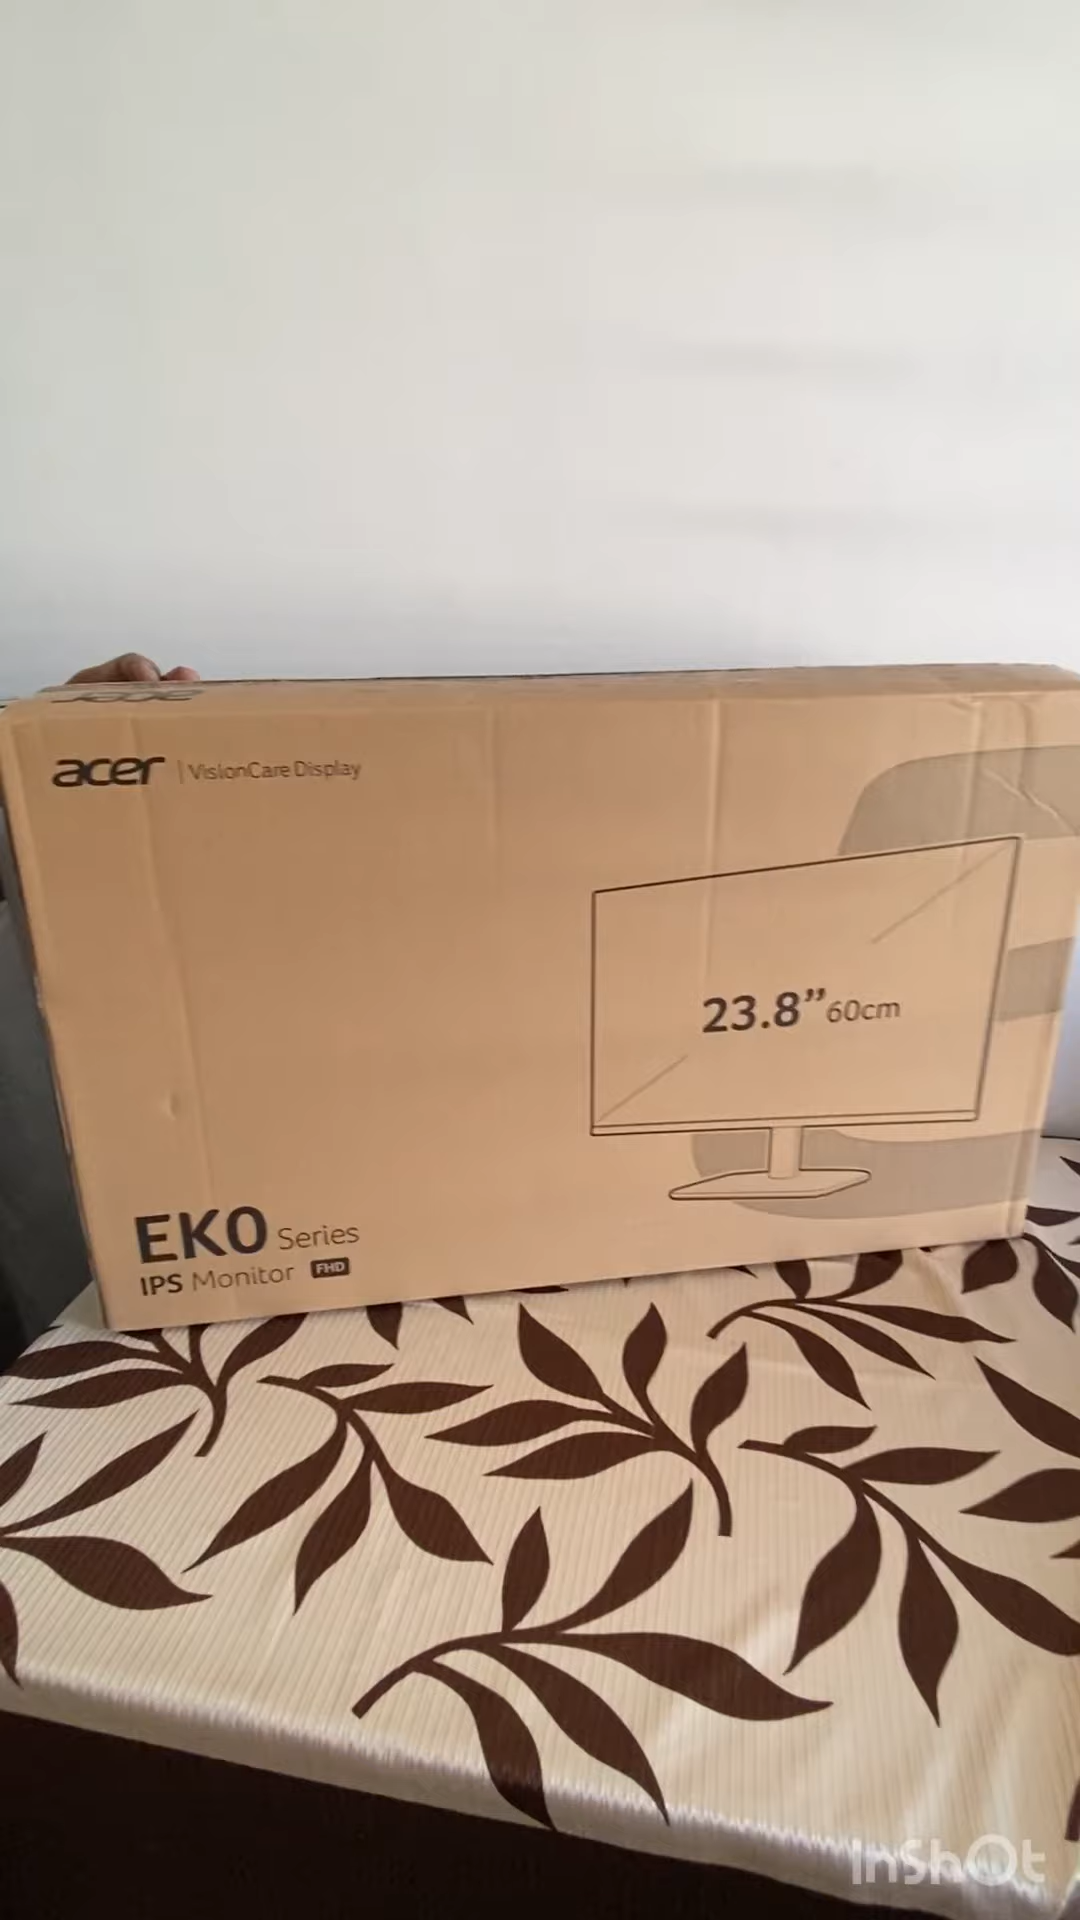 acer | VisionCare Display
23.8” 60cm
EK0 Series
IPS Monitor FHD
InShOt